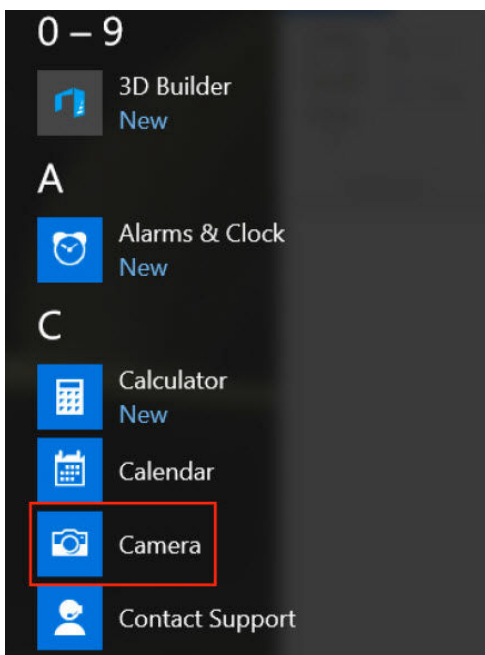 0 – 9
3D Builder
New
A
Alarms & Clock
New
C
Calculator
New
Calendar
Camera
Contact Support